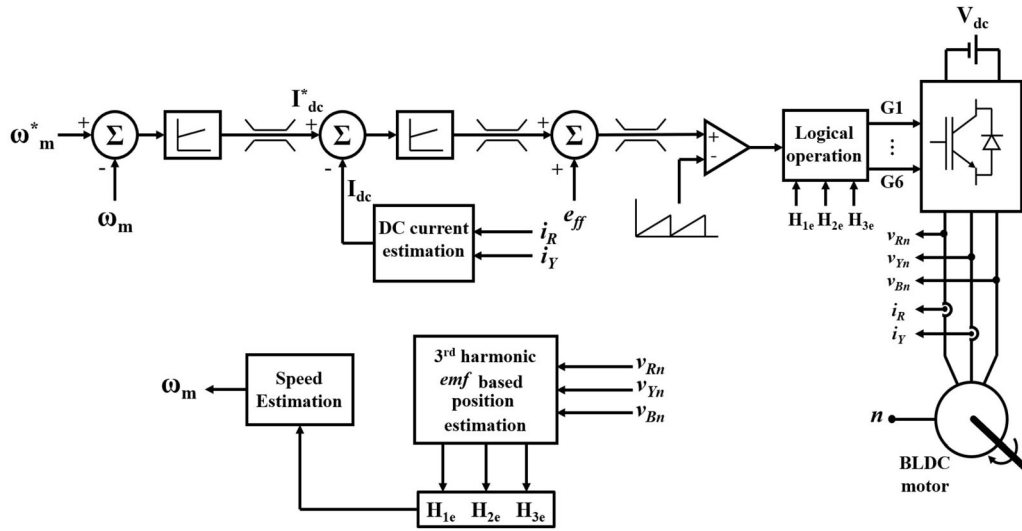 V_dc
I*_dc
ω*_m
+
Σ
-
ω_m
+
Σ
-
I_dc
DC current
estimation
i_R
i_Y
+
Σ
+
e_ff
+
-
Logical
operation
H_1e H_2e H_3e
G1
⋮
G6
v_Rn
v_Yn
v_Bn
i_R
i_Y
n
BLDC
motor
ω_m
Speed
Estimation
3rd harmonic
emf based
position
estimation
v_Rn
v_Yn
v_Bn
H_1e H_2e H_3e